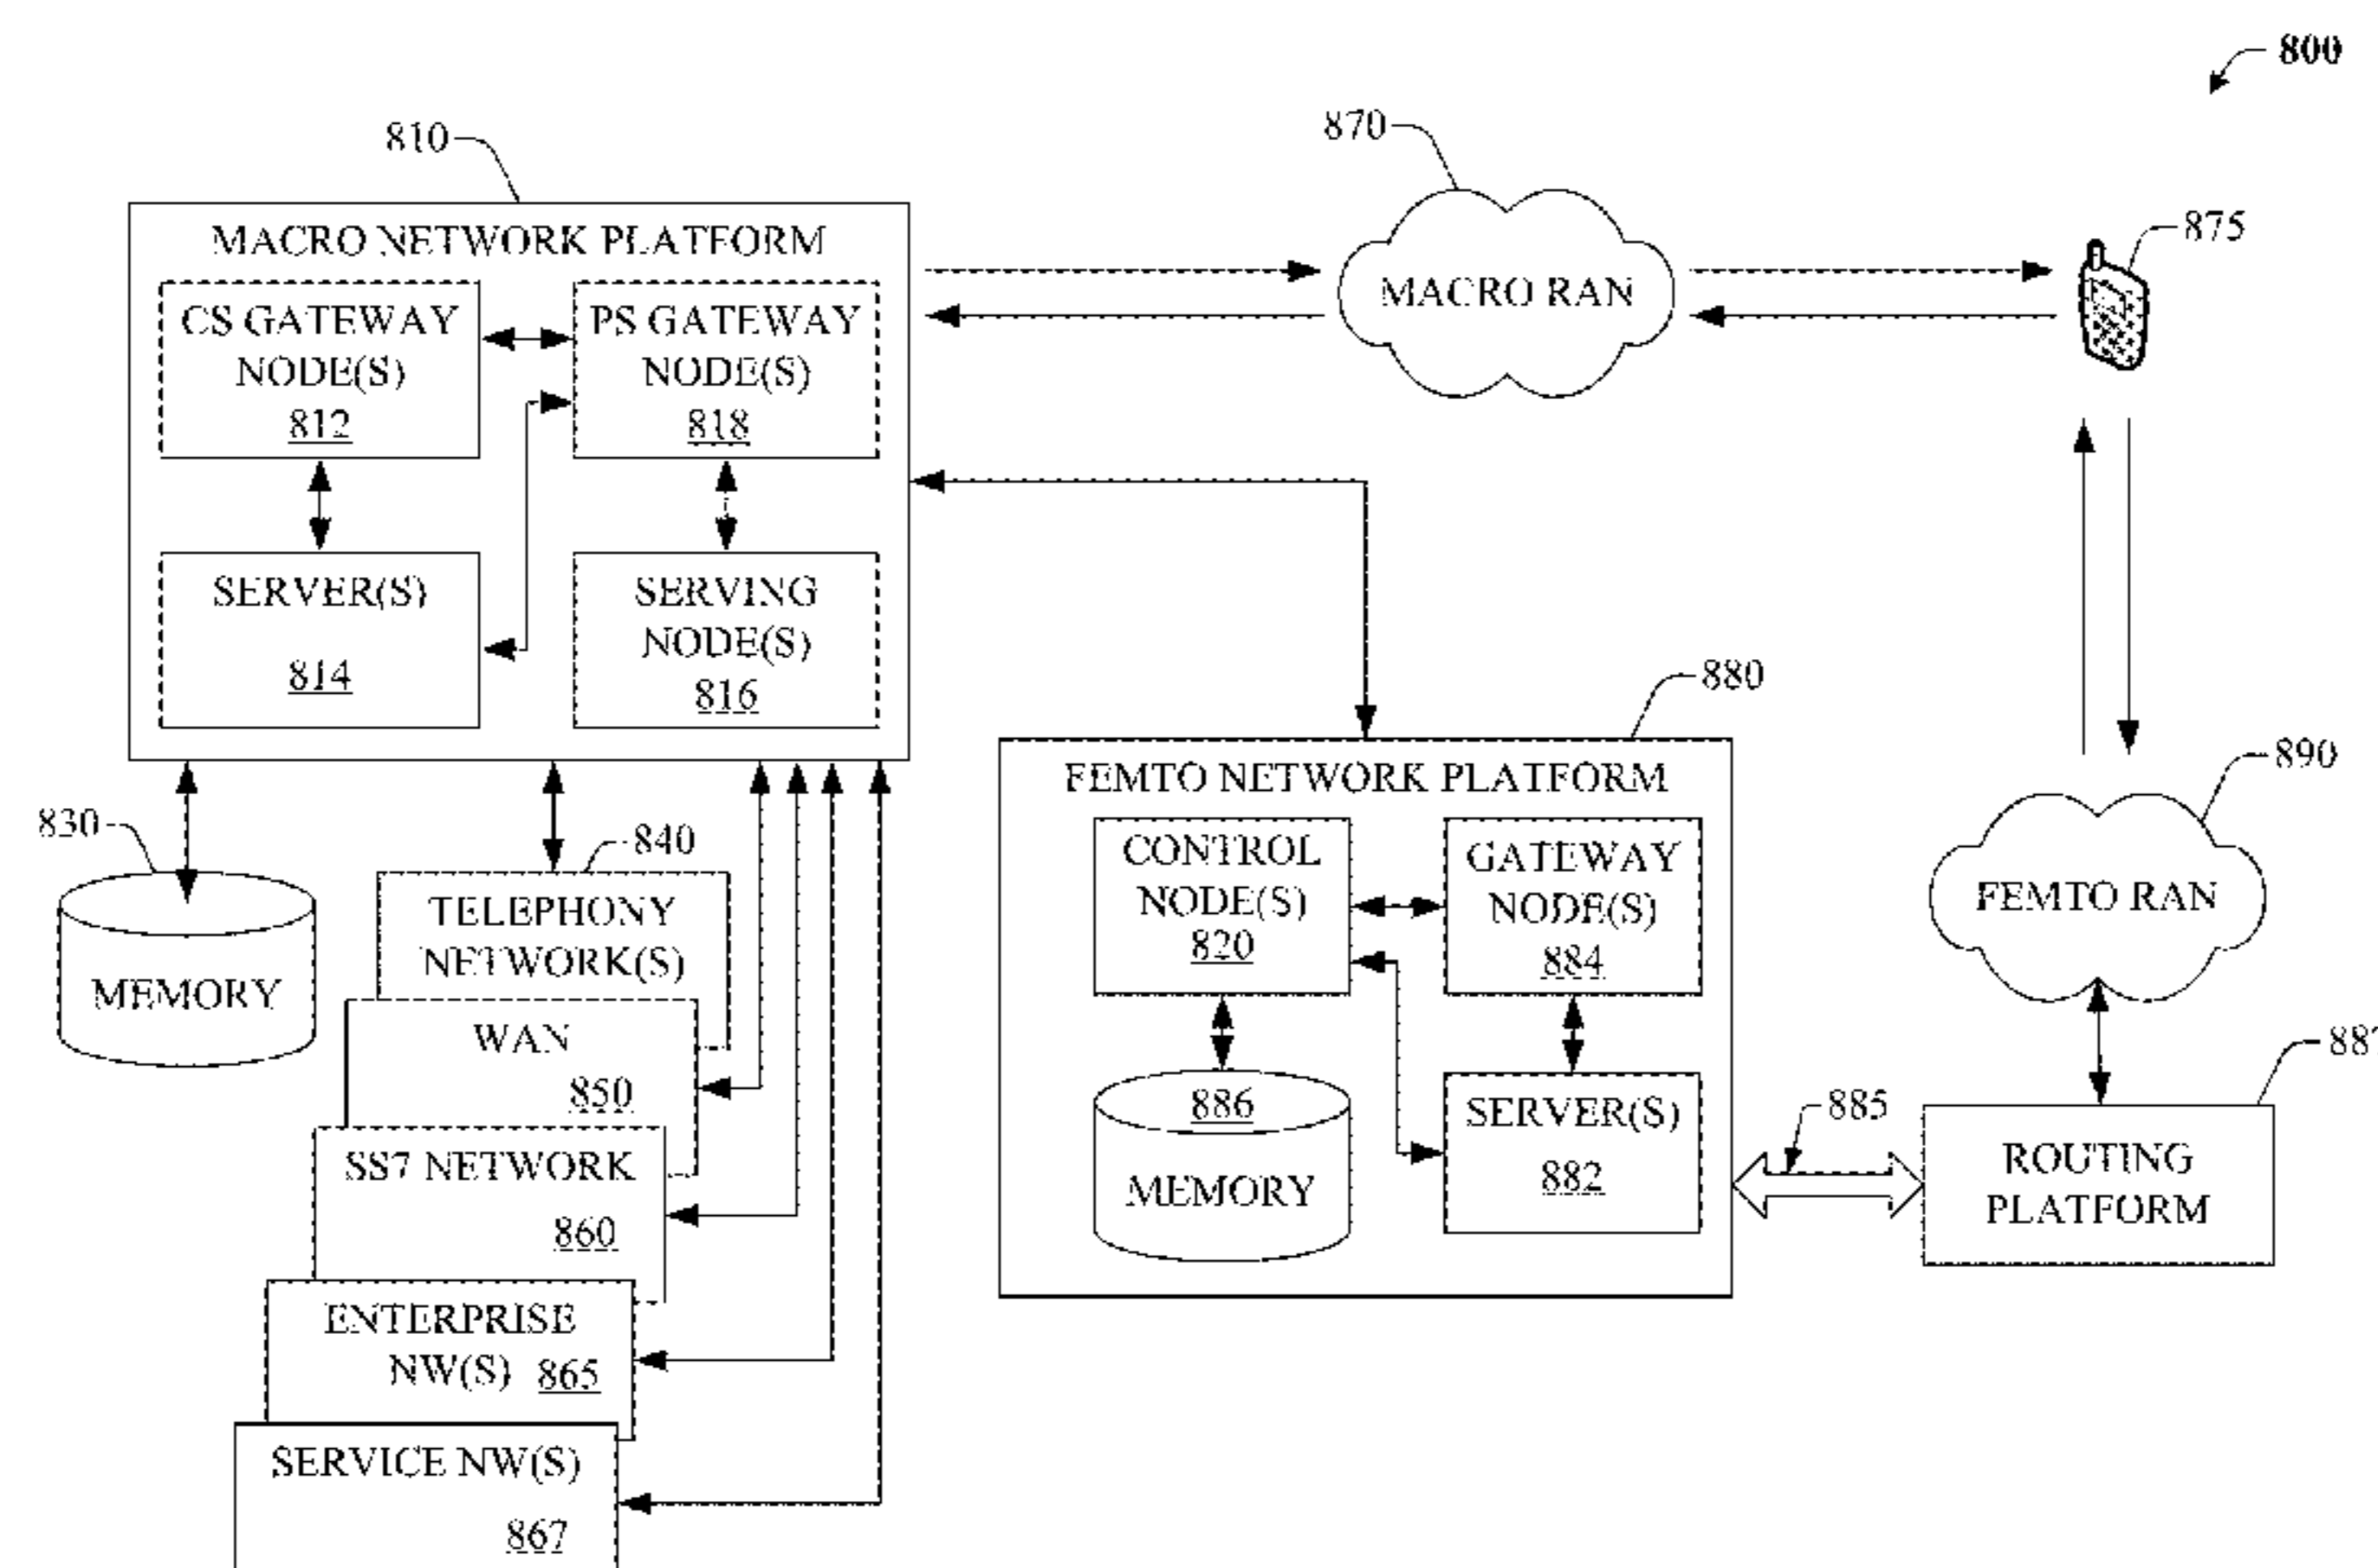 800
810
870
875
MACRO NETWORK PLATFORM
CS GATEWAY
NODE(S)
812
PS GATEWAY
NODE(S)
818
MACRO RAN
SERVER(S)
814
SERVING
NODE(S)
816
880
890
FEMTO NETWORK PLATFORM
830
840
CONTROL
NODE(S)
820
GATEWAY
NODE(S)
884
FEMTO RAN
TELEPHONY
NETWORK(S)
MEMORY
WAN
850
886
MEMORY
SERVER(S)
882
885
ROUTING
PLATFORM
SS7 NETWORK
860
ENTERPRISE
NW(S) 865
SERVICE NW(S)
867